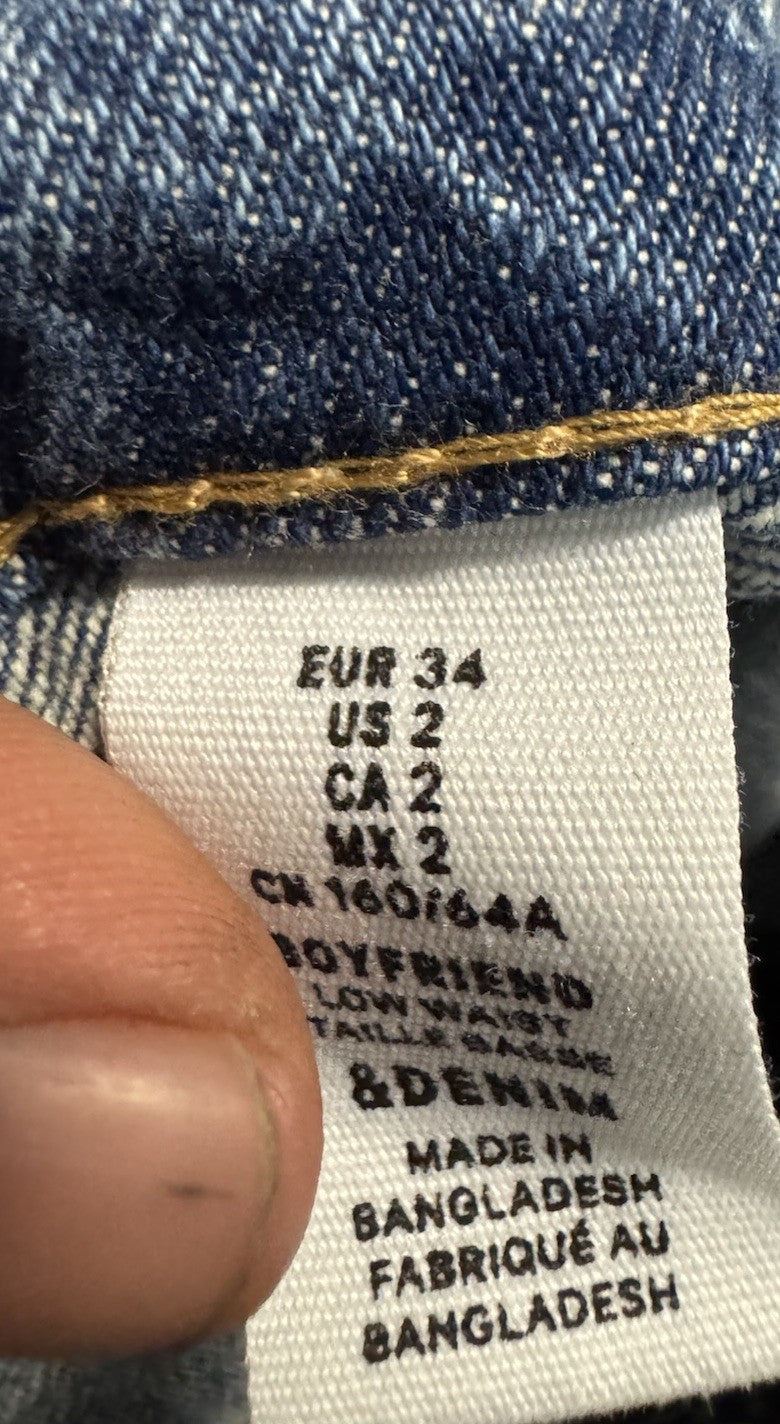 EUR 34
US 2
CA 2
MX 2
CN 160/64A
BOYFRIEND
LOW WAIST
TAILLE BASSE
&DENIM
MADE IN
BANGLADESH
FABRIQUÉ AU
BANGLADESH